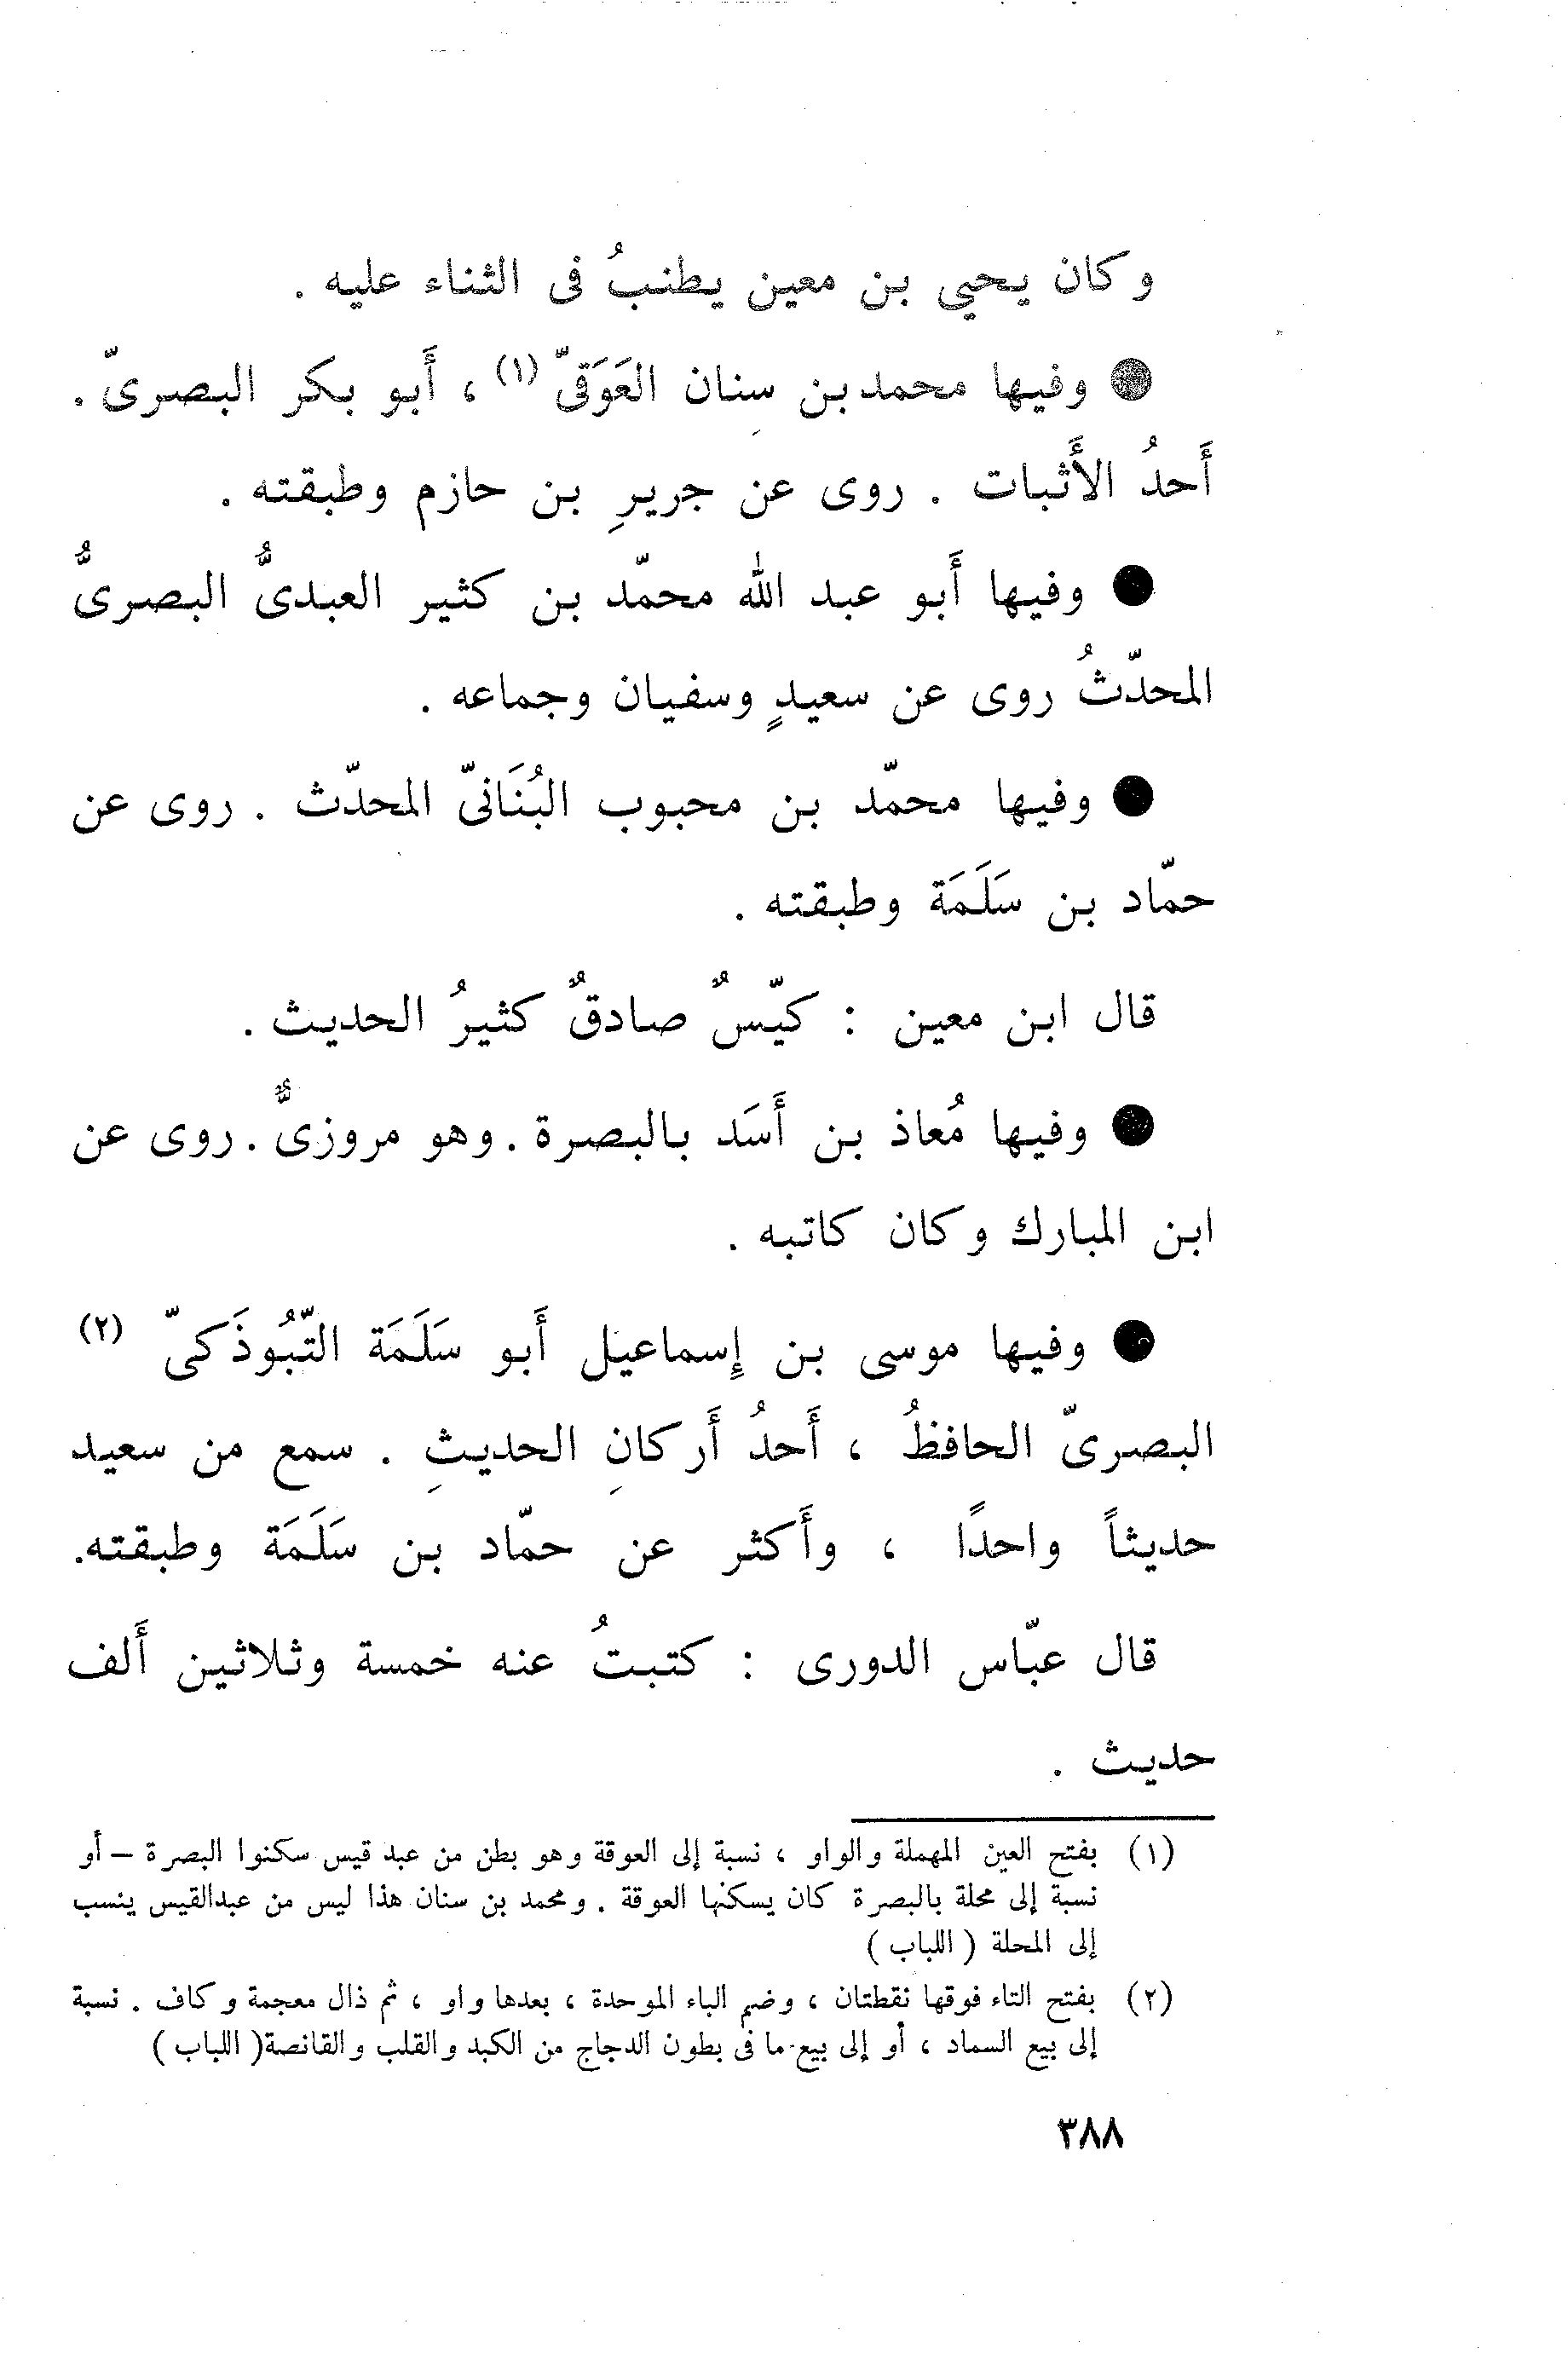 وكان يحيي بن معين يطنبُ فى الثناء عليه .
● وفيها محمد بن سِنان العَوَقىّ (١) ، أَبو بكر البصرىّ .
أَحدُ الأَثبات . روى عن جريرِ بن حازم وطبقته .
● وفيها أَبو عبد الله محمّد بن كثير العبدىُّ البصرىُّ
المحدّثُ روى عن سعيدٍ وسفيان وجماعه .
● وفيها محمّد بن محبوب البُنَانىّ المحدّث . روى عن
حمّاد بن سَلَمَة وطبقته .
قال ابن معين : كيّسٌ صادقٌ كثيرُ الحديث .
● وفيها مُعاذ بن أَسَد بالبصرة . وهو مروزىٌّ . روى عن
ابن المبارك وكان كاتبه .
● وفيها موسى بن إِسماعيل أَبو سَلَمَة التّبُوذَكىّ (٢)
البصرىّ الحافظُ ، أَحدُ أَركانِ الحديثِ . سمع من سعيد
حديثاً واحدًا ، وأَكثر عن حمّاد بن سَلَمَة وطبقته.
قال عبّاس الدورى : كتبتُ عنه خمسة وثلاثين أَلف
حديث .
(١) بفتح العين المهملة والواو ، نسبة إلى العوقة وهو بطن من عبد قيس سكنوا البصرة – أو
نسبة إلى محلة بالبصرة كان يسكنها العوقة . ومحمد بن سنان هذا ليس من عبدالقيس ينسب
إلى المحلة ( اللباب )
(٢) بفتح التاء فوقها نقطتان ، وضم الباء الموحدة ، بعدها واو ، ثم ذال معجمة وكاف . نسبة
إلى بيع السماد ، أو إلى بيع ما فى بطون الدجاج من الكبد والقلب والقانصة( اللباب )
٣٨٨